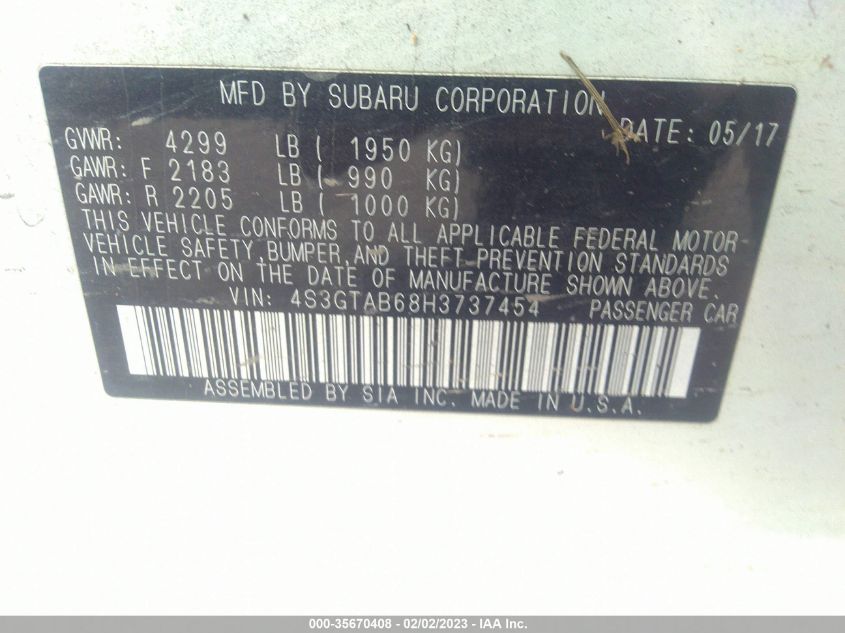 MFD BY SUBARU CORPORATION
DATE: 05/17
GVWR: 4299 LB ( 1950 KG)
GAWR: F 2183 LB ( 990 KG)
GAWR: R 2205 LB ( 1000 KG)
THIS VEHICLE CONFORMS TO ALL APPLICABLE FEDERAL MOTOR-
VEHICLE SAFETY,BUMPER,AND THEFT PREVENTION STANDARDS
IN EFFECT ON THE DATE OF MANUFACTURE SHOWN ABOVE.
VIN: 4S3GTAB68H3737454 PASSENGER CAR
ASSEMBLED BY SIA INC. MADE IN U.S.A.
000-35670408 - 02/02/2023 - IAA Inc.